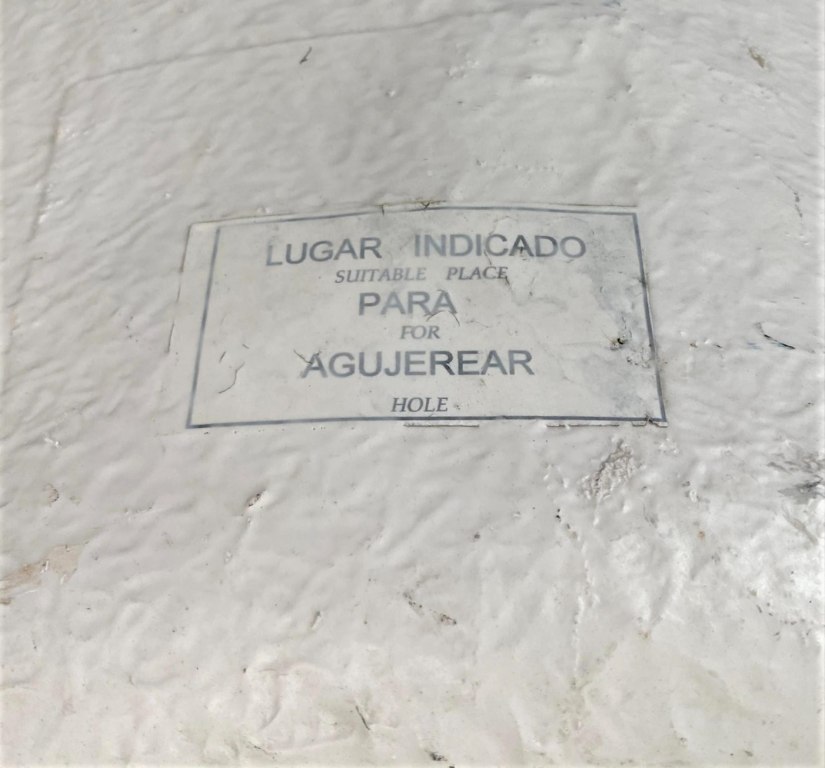 LUGAR INDICADO
SUITABLE PLACE
PARA
FOR
AGUJEREAR
HOLE